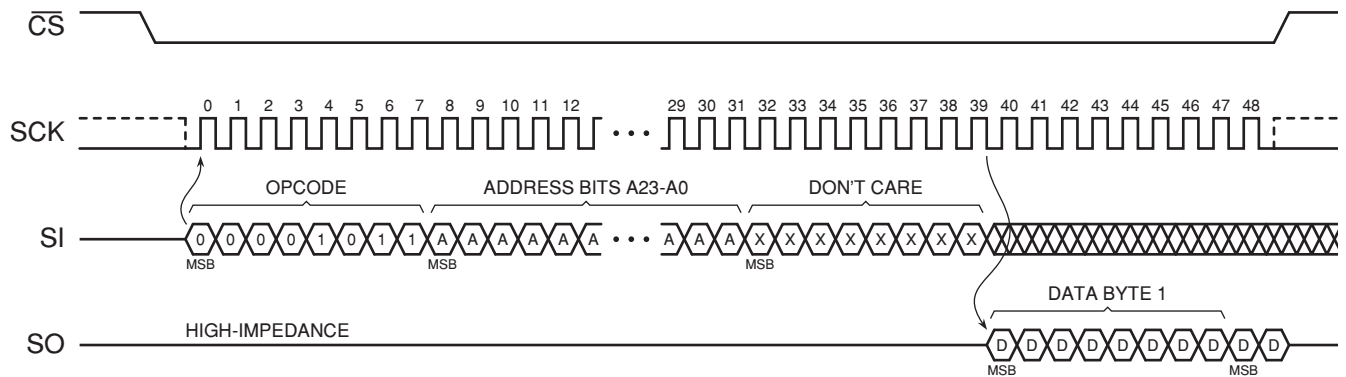 CS
0 1 2 3 4 5 6 7 8 9 10 11 12 29 30 31 32 33 34 35 36 37 38 39 40 41 42 43 44 45 46 47 48
SCK
OPCODE ADDRESS BITS A23-A0 DON'T CARE
SI 0 0 0 0 1 0 1 1 A A A A A A A A A X X X X X X X X
MSB MSB MSB
DATA BYTE 1
HIGH-IMPEDANCE
SO D D D D D D D D D D
MSB MSB